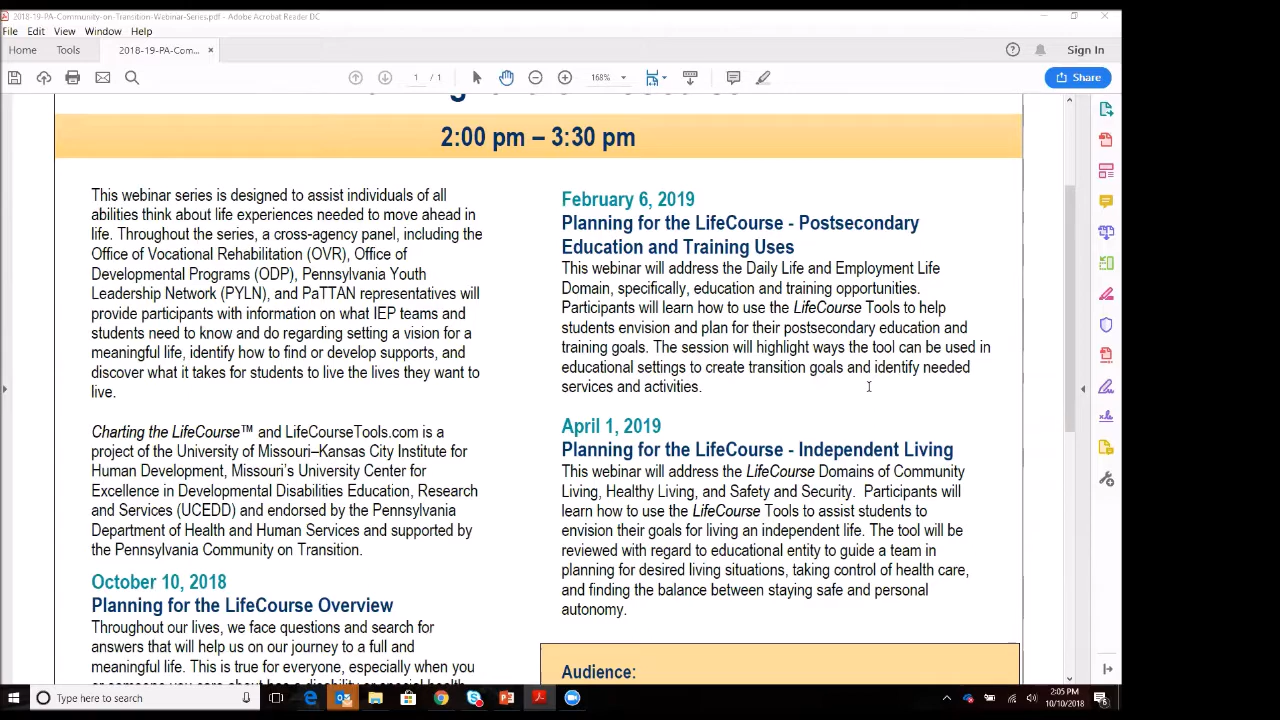 2018-19-PA-Community-on-Transition-Webinar-Series.pdf - Adobe Acrobat Reader DC
File Edit View Window Help
Home Tools 2018-19-PA-Com... × Sign In
1 / 1 168% Share
2:00 pm – 3:30 pm
This webinar series is designed to assist individuals of all
abilities think about life experiences needed to move ahead in
life. Throughout the series, a cross-agency panel, including the
Office of Vocational Rehabilitation (OVR), Office of
Developmental Programs (ODP), Pennsylvania Youth
Leadership Network (PYLN), and PaTTAN representatives will
provide participants with information on what IEP teams and
students need to know and do regarding setting a vision for a
meaningful life, identify how to find or develop supports, and
discover what it takes for students to live the lives they want to
live.
Charting the LifeCourse™ and LifeCourseTools.com is a
project of the University of Missouri–Kansas City Institute for
Human Development, Missouri's University Center for
Excellence in Developmental Disabilities Education, Research
and Services (UCEDD) and endorsed by the Pennsylvania
Department of Health and Human Services and supported by
the Pennsylvania Community on Transition.
October 10, 2018
Planning for the LifeCourse Overview
Throughout our lives, we face questions and search for
answers that will help us on our journey to a full and
meaningful life. This is true for everyone, especially when you
or someone you care about has a disability or special health
February 6, 2019
Planning for the LifeCourse - Postsecondary
Education and Training Uses
This webinar will address the Daily Life and Employment Life
Domain, specifically, education and training opportunities.
Participants will learn how to use the LifeCourse Tools to help
students envision and plan for their postsecondary education and
training goals. The session will highlight ways the tool can be used in
educational settings to create transition goals and identify needed
services and activities.
April 1, 2019
Planning for the LifeCourse - Independent Living
This webinar will address the LifeCourse Domains of Community
Living, Healthy Living, and Safety and Security. Participants will
learn how to use the LifeCourse Tools to assist students to
envision their goals for living an independent life. The tool will be
reviewed with regard to educational entity to guide a team in
planning for desired living situations, taking control of health care,
and finding the balance between staying safe and personal
autonomy.
Audience:
Type here to search
2:05 PM
10/10/2018